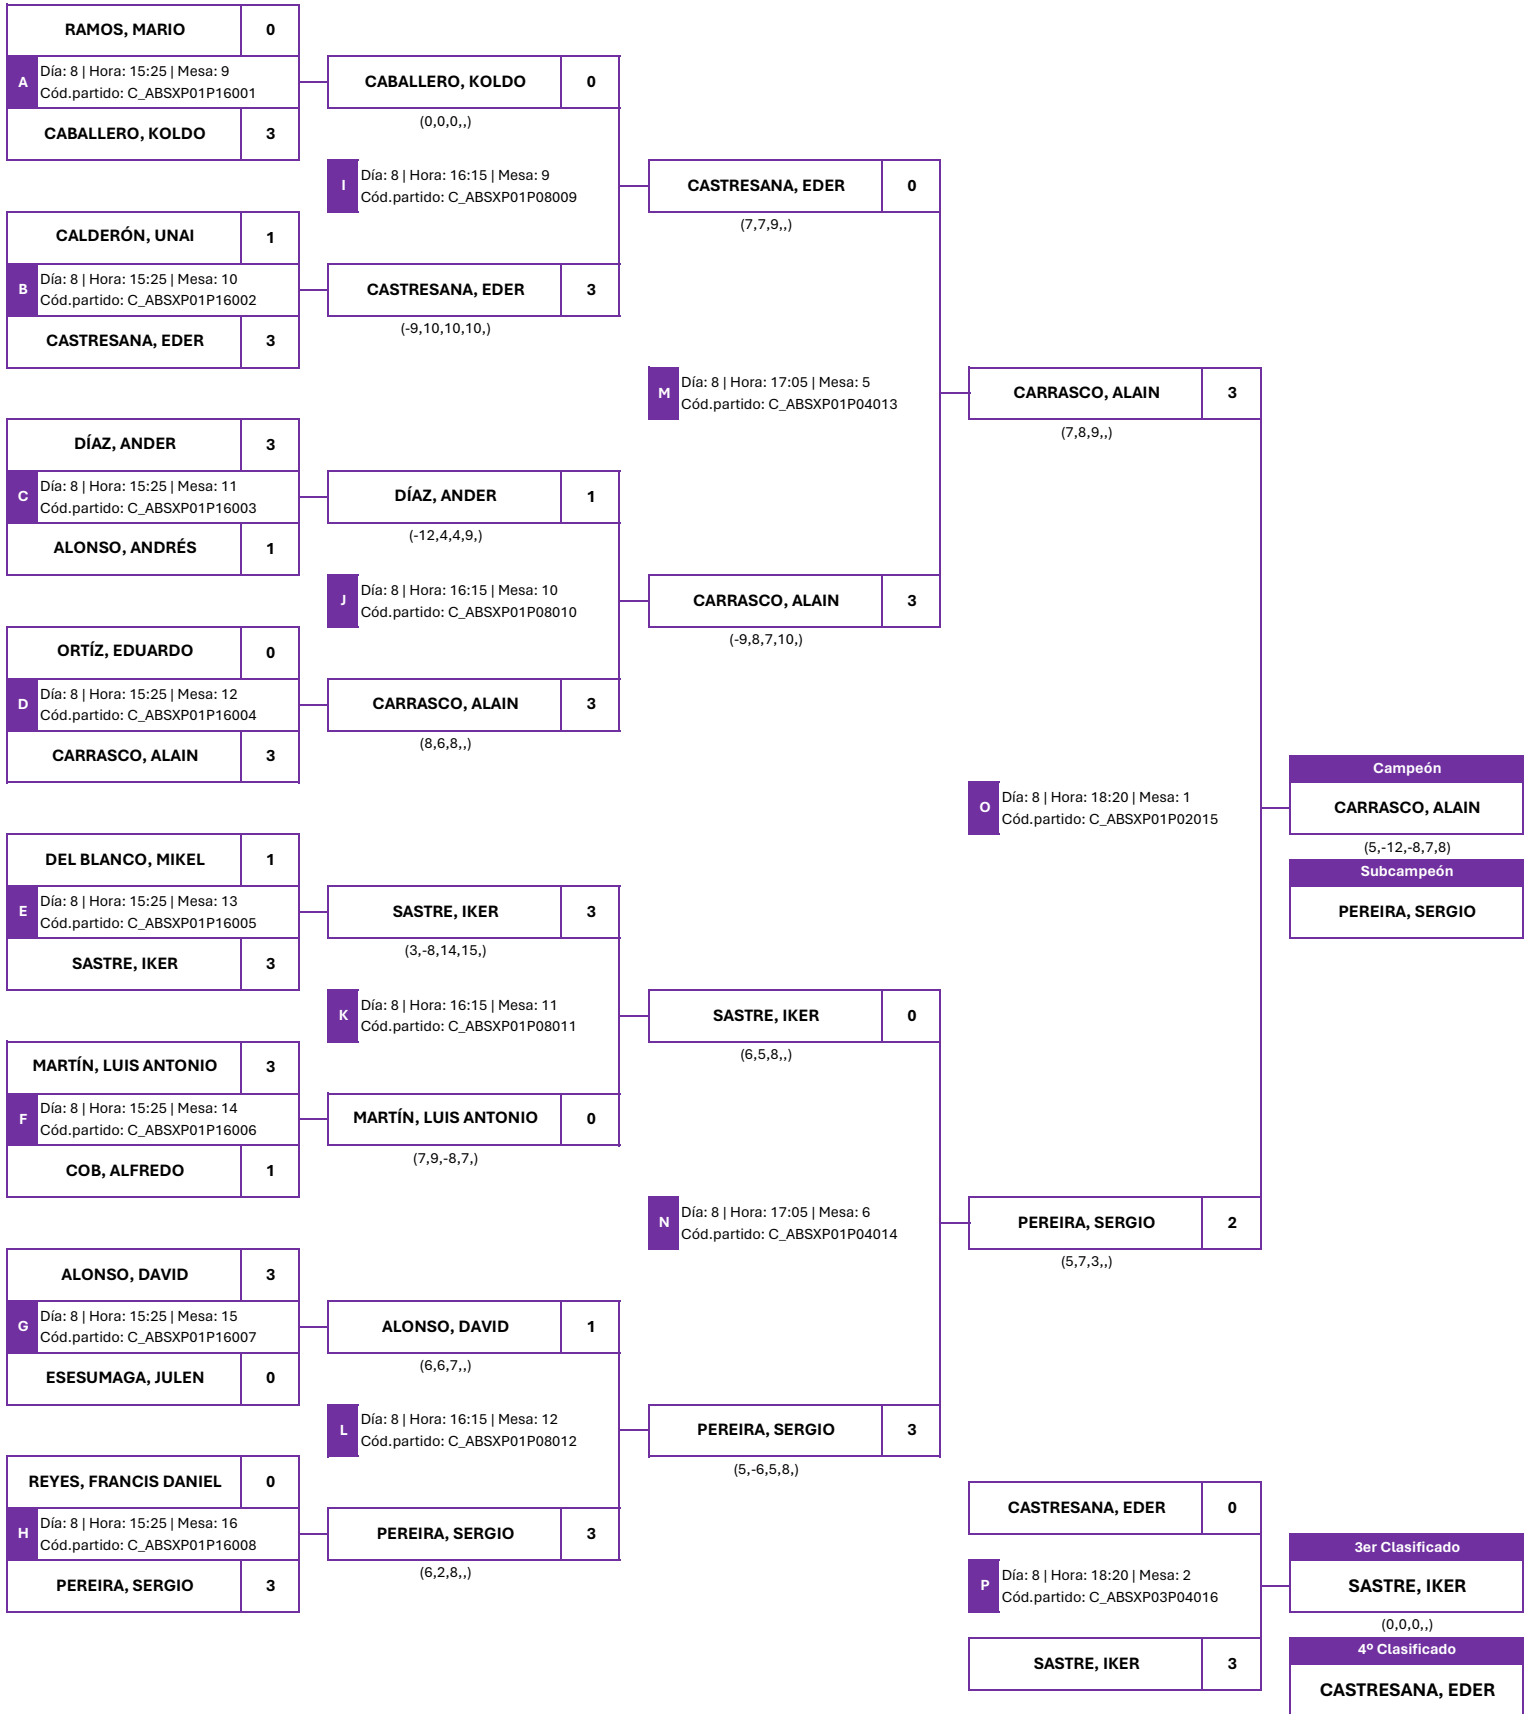 RAMOS, MARIO 0
A Día: 8 | Hora: 15:25 | Mesa: 9
Cód.partido: C_ABSXP01P16001
CABALLERO, KOLDO 3
CALDERÓN, UNAI 1
B Día: 8 | Hora: 15:25 | Mesa: 10
Cód.partido: C_ABSXP01P16002
CASTRESANA, EDER 3
DÍAZ, ANDER 3
C Día: 8 | Hora: 15:25 | Mesa: 11
Cód.partido: C_ABSXP01P16003
ALONSO, ANDRÉS 1
ORTÍZ, EDUARDO 0
D Día: 8 | Hora: 15:25 | Mesa: 12
Cód.partido: C_ABSXP01P16004
CARRASCO, ALAIN 3
DEL BLANCO, MIKEL 1
E Día: 8 | Hora: 15:25 | Mesa: 13
Cód.partido: C_ABSXP01P16005
SASTRE, IKER 3
MARTÍN, LUIS ANTONIO 3
F Día: 8 | Hora: 15:25 | Mesa: 14
Cód.partido: C_ABSXP01P16006
COB, ALFREDO 1
ALONSO, DAVID 3
G Día: 8 | Hora: 15:25 | Mesa: 15
Cód.partido: C_ABSXP01P16007
ESESUMAGA, JULEN 0
REYES, FRANCIS DANIEL 0
H Día: 8 | Hora: 15:25 | Mesa: 16
Cód.partido: C_ABSXP01P16008
PEREIRA, SERGIO 3
CABALLERO, KOLDO 0
(0,0,0,,)
I Día: 8 | Hora: 16:15 | Mesa: 9
Cód.partido: C_ABSXP01P08009
CASTRESANA, EDER 3
(-9,10,10,10,)
DÍAZ, ANDER 1
(-12,4,4,9,)
J Día: 8 | Hora: 16:15 | Mesa: 10
Cód.partido: C_ABSXP01P08010
CARRASCO, ALAIN 3
(8,6,8,,)
SASTRE, IKER 3
(3,-8,14,15,)
K Día: 8 | Hora: 16:15 | Mesa: 11
Cód.partido: C_ABSXP01P08011
MARTÍN, LUIS ANTONIO 0
(7,9,-8,7,)
ALONSO, DAVID 1
(6,6,7,,)
L Día: 8 | Hora: 16:15 | Mesa: 12
Cód.partido: C_ABSXP01P08012
PEREIRA, SERGIO 3
(6,2,8,,)
CASTRESANA, EDER 0
(7,7,9,,)
M Día: 8 | Hora: 17:05 | Mesa: 5
Cód.partido: C_ABSXP01P04013
CARRASCO, ALAIN 3
(-9,8,7,10,)
SASTRE, IKER 0
(6,5,8,,)
N Día: 8 | Hora: 17:05 | Mesa: 6
Cód.partido: C_ABSXP01P04014
PEREIRA, SERGIO 3
(5,-6,5,8,)
CARRASCO, ALAIN 3
(7,8,9,,)
O Día: 8 | Hora: 18:20 | Mesa: 1
Cód.partido: C_ABSXP01P02015
PEREIRA, SERGIO 2
(5,7,3,,)
Campeón
CARRASCO, ALAIN
(5,-12,-8,7,8)
Subcampeón
PEREIRA, SERGIO
CASTRESANA, EDER 0
P Día: 8 | Hora: 18:20 | Mesa: 2
Cód.partido: C_ABSXP03P04016
SASTRE, IKER 3
3er Clasificado
SASTRE, IKER
(0,0,0,,)
4º Clasificado
CASTRESANA, EDER